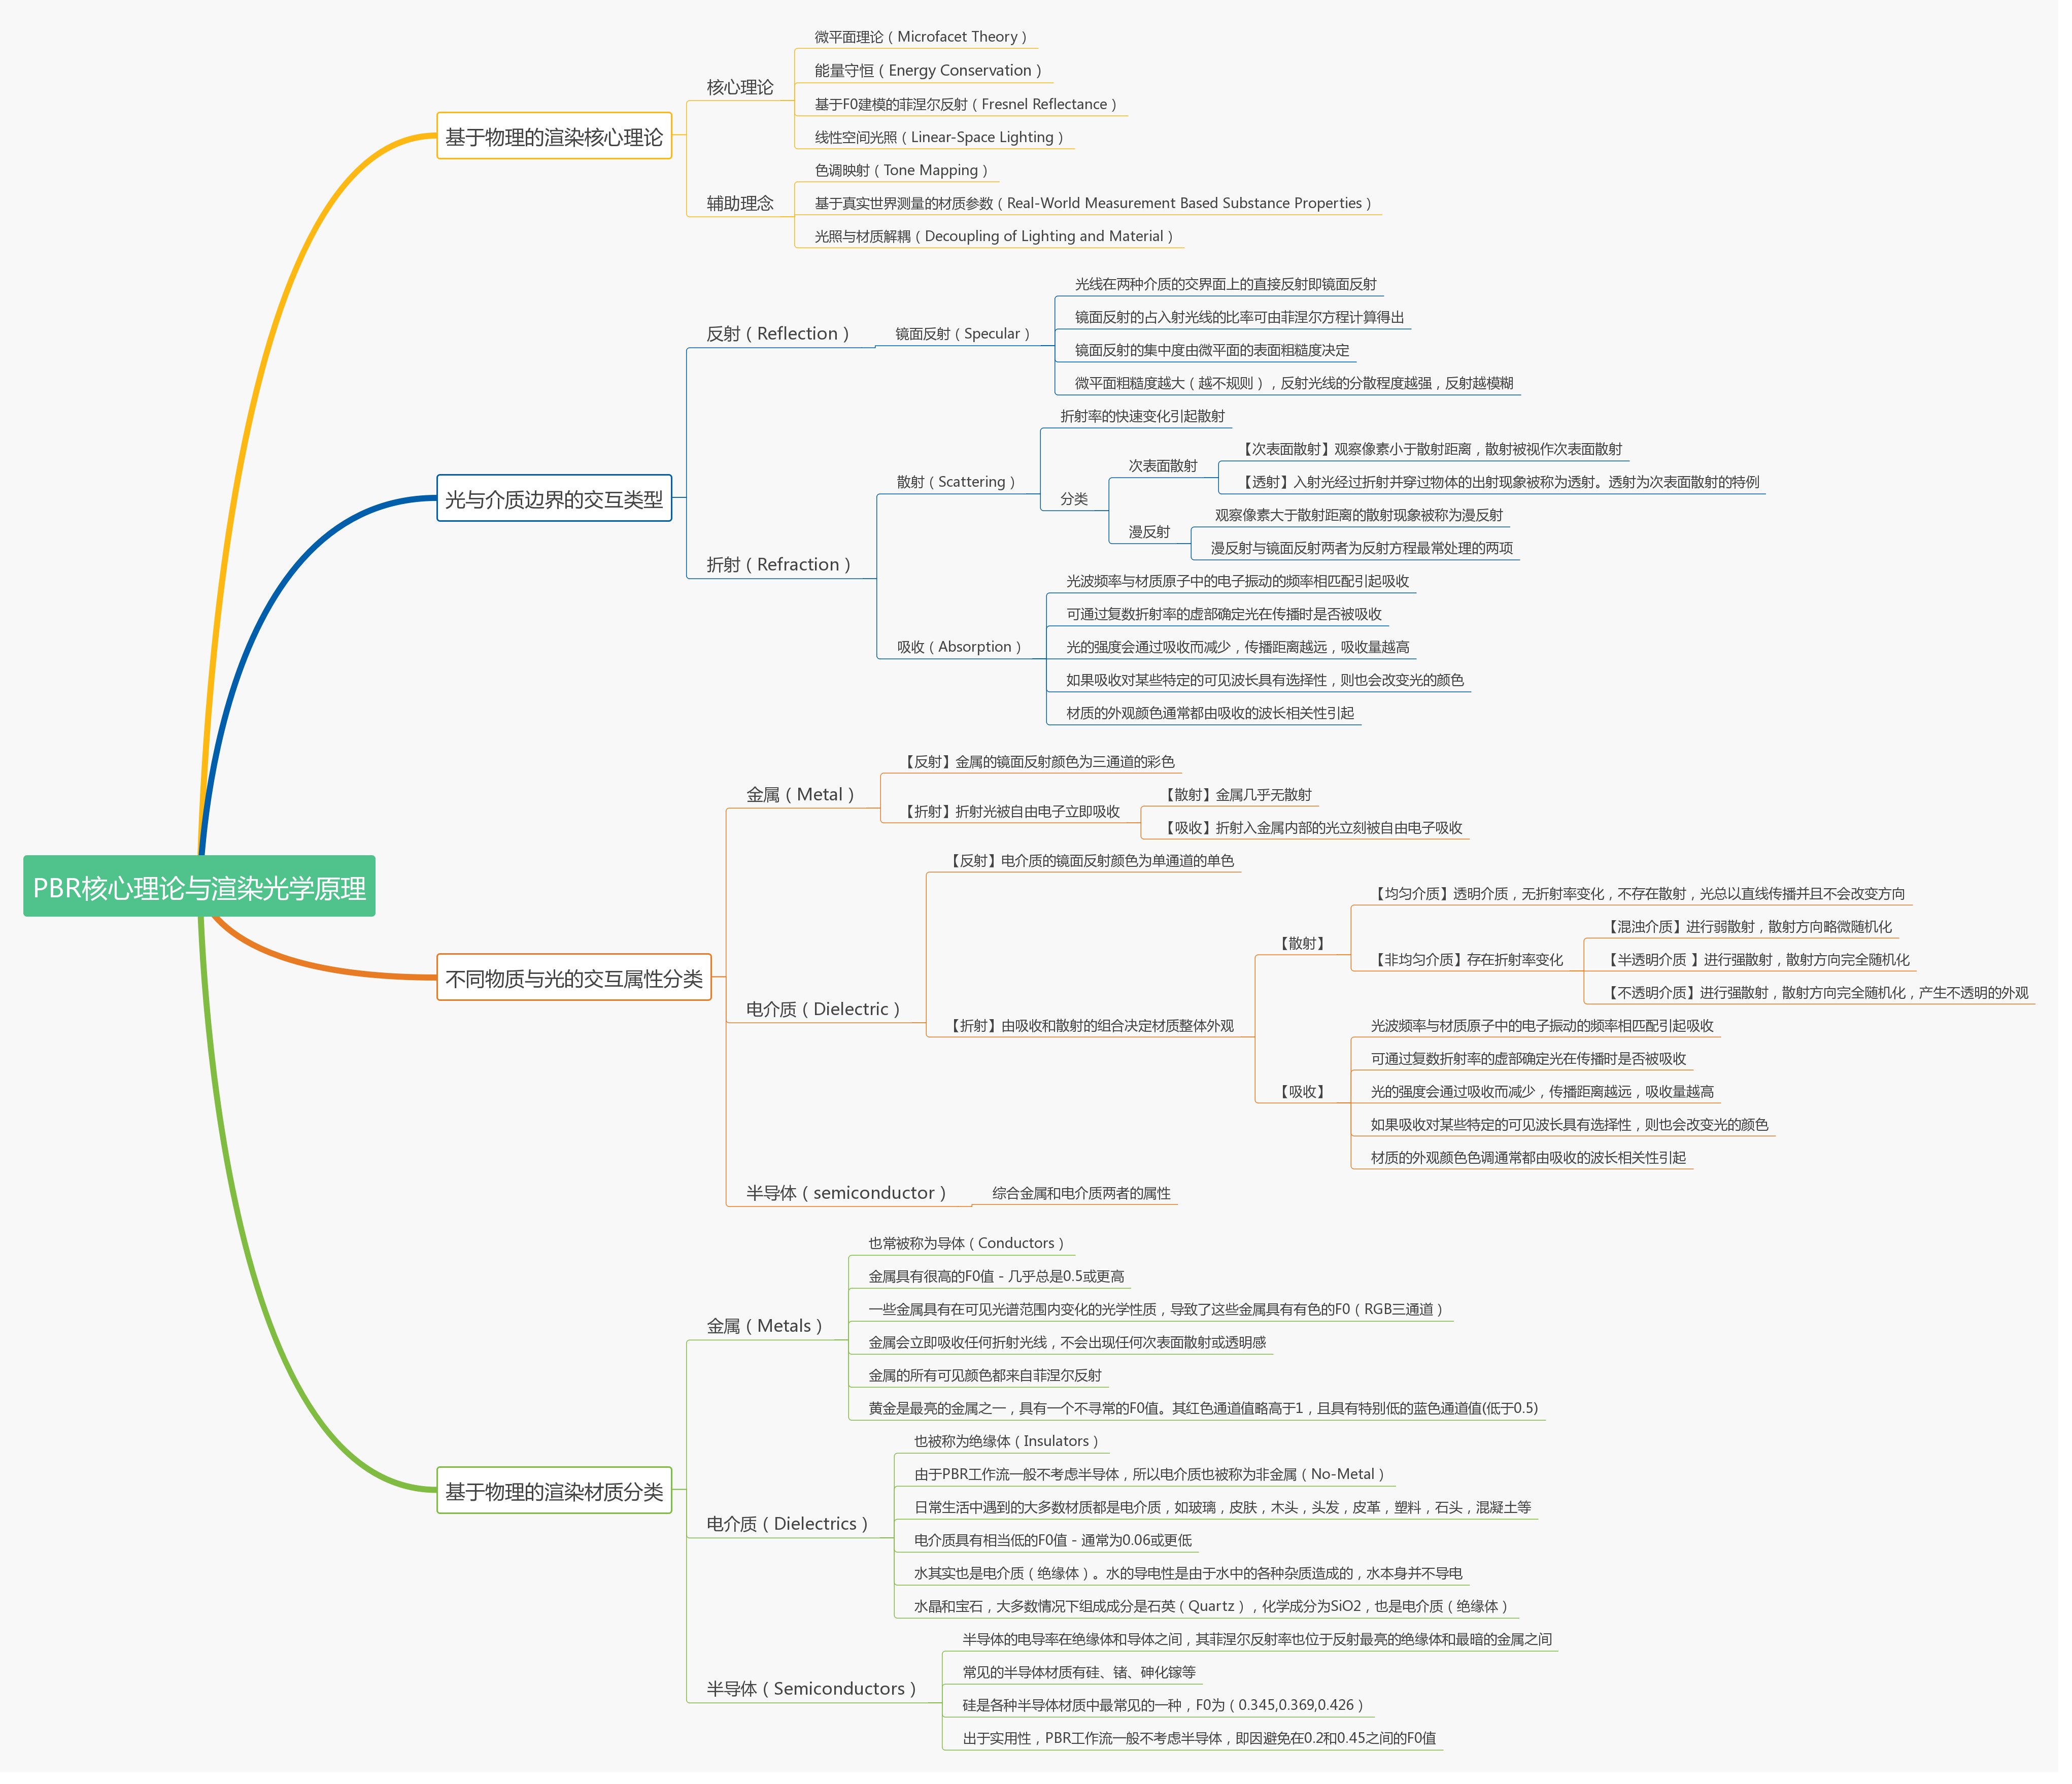 PBR核心理论与渲染光学原理
基于物理的渲染核心理论
核心理论
微平面理论（Microfacet Theory）
能量守恒（Energy Conservation）
基于F0建模的菲涅尔反射（Fresnel Reflectance）
线性空间光照（Linear-Space Lighting）
辅助理念
色调映射（Tone Mapping）
基于真实世界测量的材质参数（Real-World Measurement Based Substance Properties）
光照与材质解耦（Decoupling of Lighting and Material）
光与介质边界的交互类型
反射（Reflection）
镜面反射（Specular）
光线在两种介质的交界面上的直接反射即镜面反射
镜面反射的占入射光线的比率可由菲涅尔方程计算得出
镜面反射的集中度由微平面的表面粗糙度决定
微平面粗糙度越大（越不规则），反射光线的分散程度越强，反射越模糊
折射（Refraction）
散射（Scattering）
折射率的快速变化引起散射
分类
次表面散射
【次表面散射】观察像素小于散射距离，散射被视作次表面散射
【透射】入射光经过折射并穿过物体的出射现象被称为透射。透射为次表面散射的特例
漫反射
观察像素大于散射距离的散射现象被称为漫反射
漫反射与镜面反射两者为反射方程最常处理的两项
吸收（Absorption）
光波频率与材质原子中的电子振动的频率相匹配引起吸收
可通过复数折射率的虚部确定光在传播时是否被吸收
光的强度会通过吸收而减少，传播距离越远，吸收量越高
如果吸收对某些特定的可见波长具有选择性，则也会改变光的颜色
材质的外观颜色通常都由吸收的波长相关性引起
不同物质与光的交互属性分类
金属（Metal）
【反射】金属的镜面反射颜色为三通道的彩色
【折射】折射光被自由电子立即吸收
【散射】金属几乎无散射
【吸收】折射入金属内部的光立刻被自由电子吸收
电介质（Dielectric）
【反射】电介质的镜面反射颜色为单通道的单色
【折射】由吸收和散射的组合决定材质整体外观
【散射】
【均匀介质】透明介质，无折射率变化，不存在散射，光总以直线传播并且不会改变方向
【非均匀介质】存在折射率变化
【混浊介质】进行弱散射，散射方向略微随机化
【半透明介质 】进行强散射，散射方向完全随机化
【不透明介质】进行强散射，散射方向完全随机化，产生不透明的外观
【吸收】
光波频率与材质原子中的电子振动的频率相匹配引起吸收
可通过复数折射率的虚部确定光在传播时是否被吸收
光的强度会通过吸收而减少，传播距离越远，吸收量越高
如果吸收对某些特定的可见波长具有选择性，则也会改变光的颜色
材质的外观颜色色调通常都由吸收的波长相关性引起
半导体（semiconductor）
综合金属和电介质两者的属性
基于物理的渲染材质分类
金属（Metals）
也常被称为导体（Conductors）
金属具有很高的F0值 - 几乎总是0.5或更高
一些金属具有在可见光谱范围内变化的光学性质，导致了这些金属具有有色的F0（RGB三通道）
金属会立即吸收任何折射光线，不会出现任何次表面散射或透明感
金属的所有可见颜色都来自菲涅尔反射
黄金是最亮的金属之一，具有一个不寻常的F0值。其红色通道值略高于1，且具有特别低的蓝色通道值(低于0.5)
电介质（Dielectrics）
也被称为绝缘体（Insulators）
由于PBR工作流一般不考虑半导体，所以电介质也被称为非金属（No-Metal）
日常生活中遇到的大多数材质都是电介质，如玻璃，皮肤，木头，头发，皮革，塑料，石头，混凝土等
电介质具有相当低的F0值 - 通常为0.06或更低
水其实也是电介质（绝缘体）。水的导电性是由于水中的各种杂质造成的，水本身并不导电
水晶和宝石，大多数情况下组成成分是石英（Quartz），化学成分为SiO2，也是电介质（绝缘体）
半导体（Semiconductors）
半导体的电导率在绝缘体和导体之间，其菲涅尔反射率也位于反射最亮的绝缘体和最暗的金属之间
常见的半导体材质有硅、锗、砷化镓等
硅是各种半导体材质中最常见的一种，F0为（0.345,0.369,0.426）
出于实用性，PBR工作流一般不考虑半导体，即因避免在0.2和0.45之间的F0值